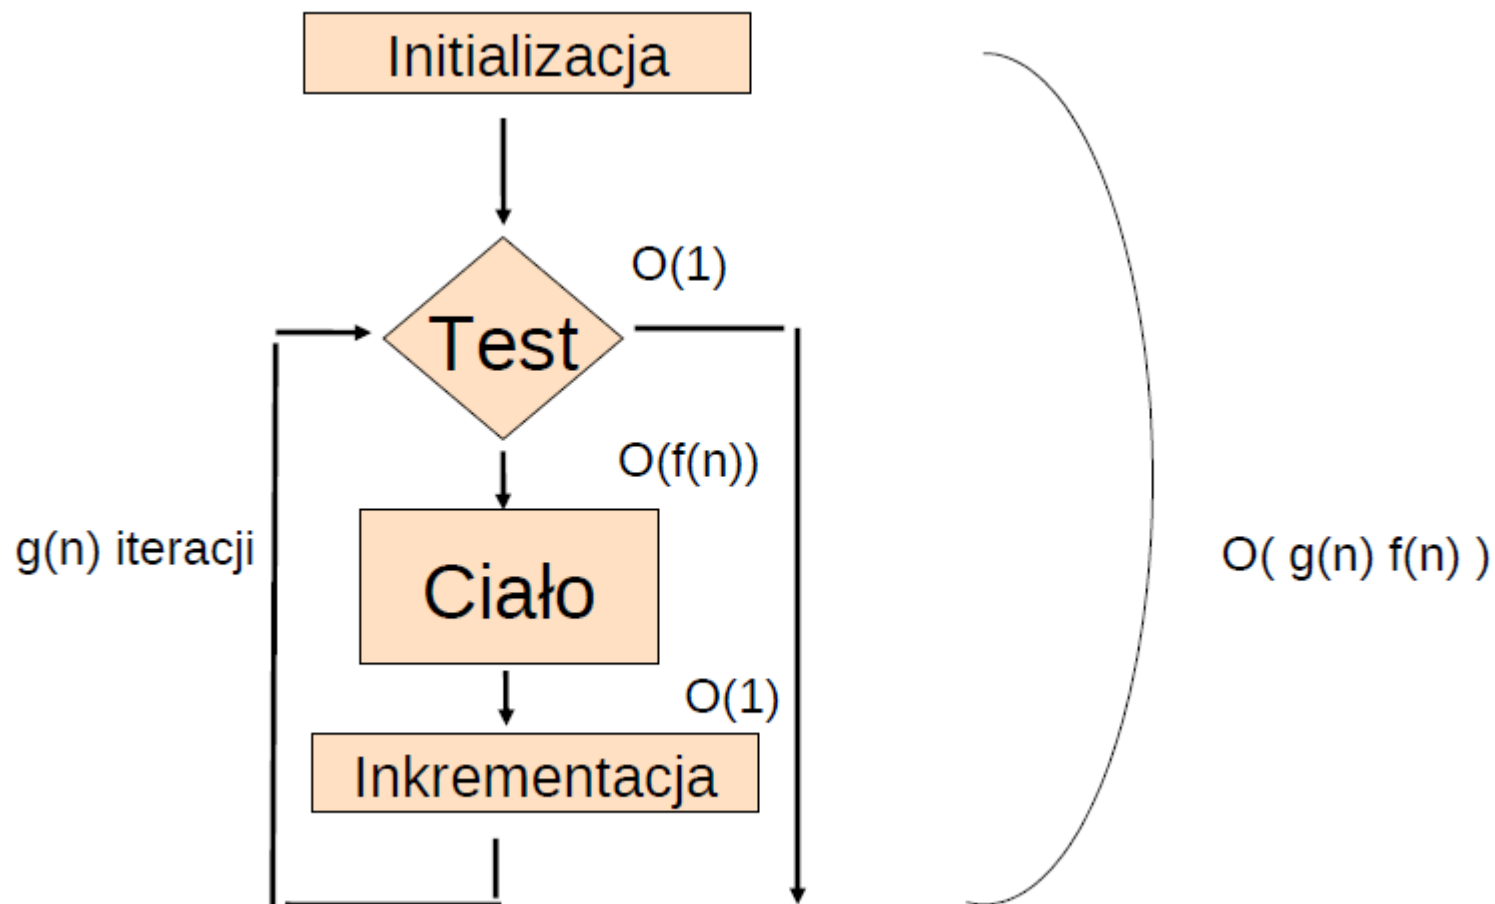 Initializacja
O(1)
Test
O(f(n))
g(n) iteracji
O( g(n) f(n) )
Ciało
O(1)
Inkrementacja